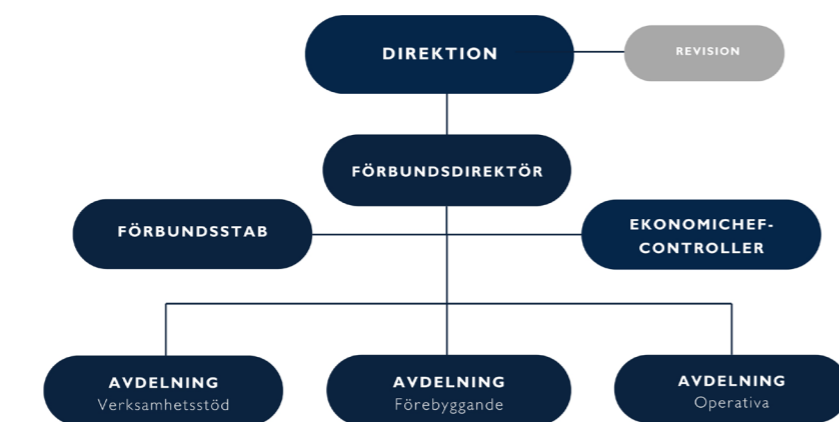 DIREKTION
REVISION
FÖRBUNDSDIREKTÖR
FÖRBUNDSSTAB
EKONOMICHEF-
CONTROLLER
AVDELNING
Verksamhetsstöd
AVDELNING
Förebyggande
AVDELNING
Operativa